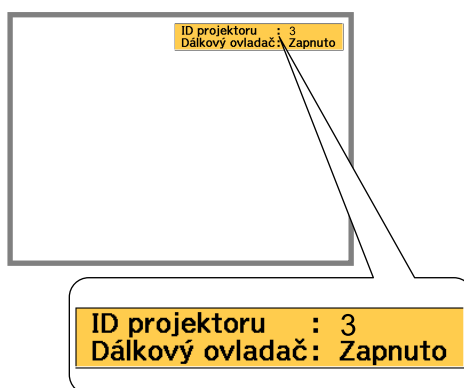 ID projektoru : 3
Dálkový ovladač: Zapnuto
ID projektoru : 3
Dálkový ovladač: Zapnuto